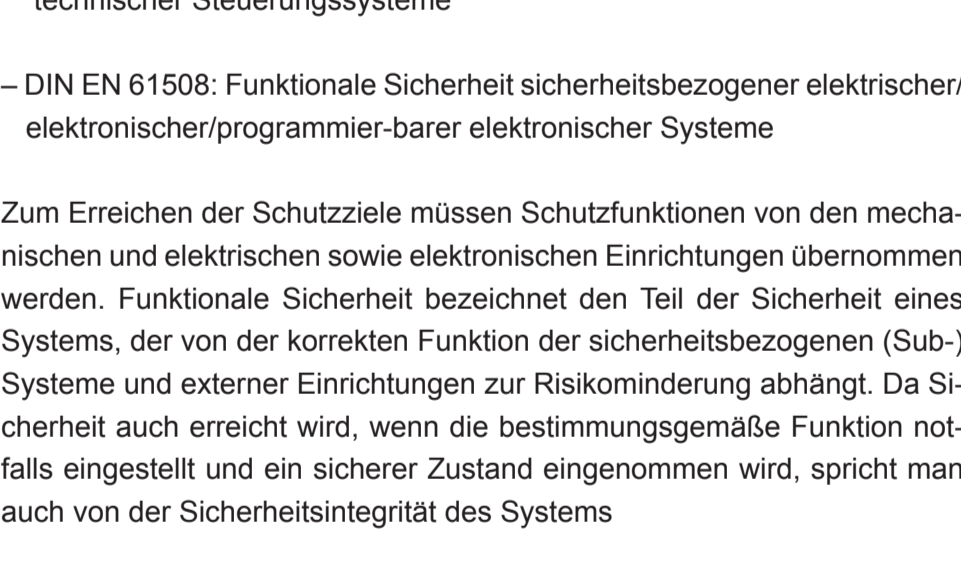 technischer Steuerungssysteme
– DIN EN 61508: Funktionale Sicherheit sicherheitsbezogener elektrischer/
elektronischer/programmier-barer elektronischer Systeme
Zum Erreichen der Schutzziele müssen Schutzfunktionen von den mecha-
nischen und elektrischen sowie elektronischen Einrichtungen übernommen
werden. Funktionale Sicherheit bezeichnet den Teil der Sicherheit eines
Systems, der von der korrekten Funktion der sicherheitsbezogenen (Sub-)
Systeme und externer Einrichtungen zur Risikominderung abhängt. Da Si-
cherheit auch erreicht wird, wenn die bestimmungsgemäße Funktion not-
falls eingestellt und ein sicherer Zustand eingenommen wird, spricht man
auch von der Sicherheitsintegrität des Systems